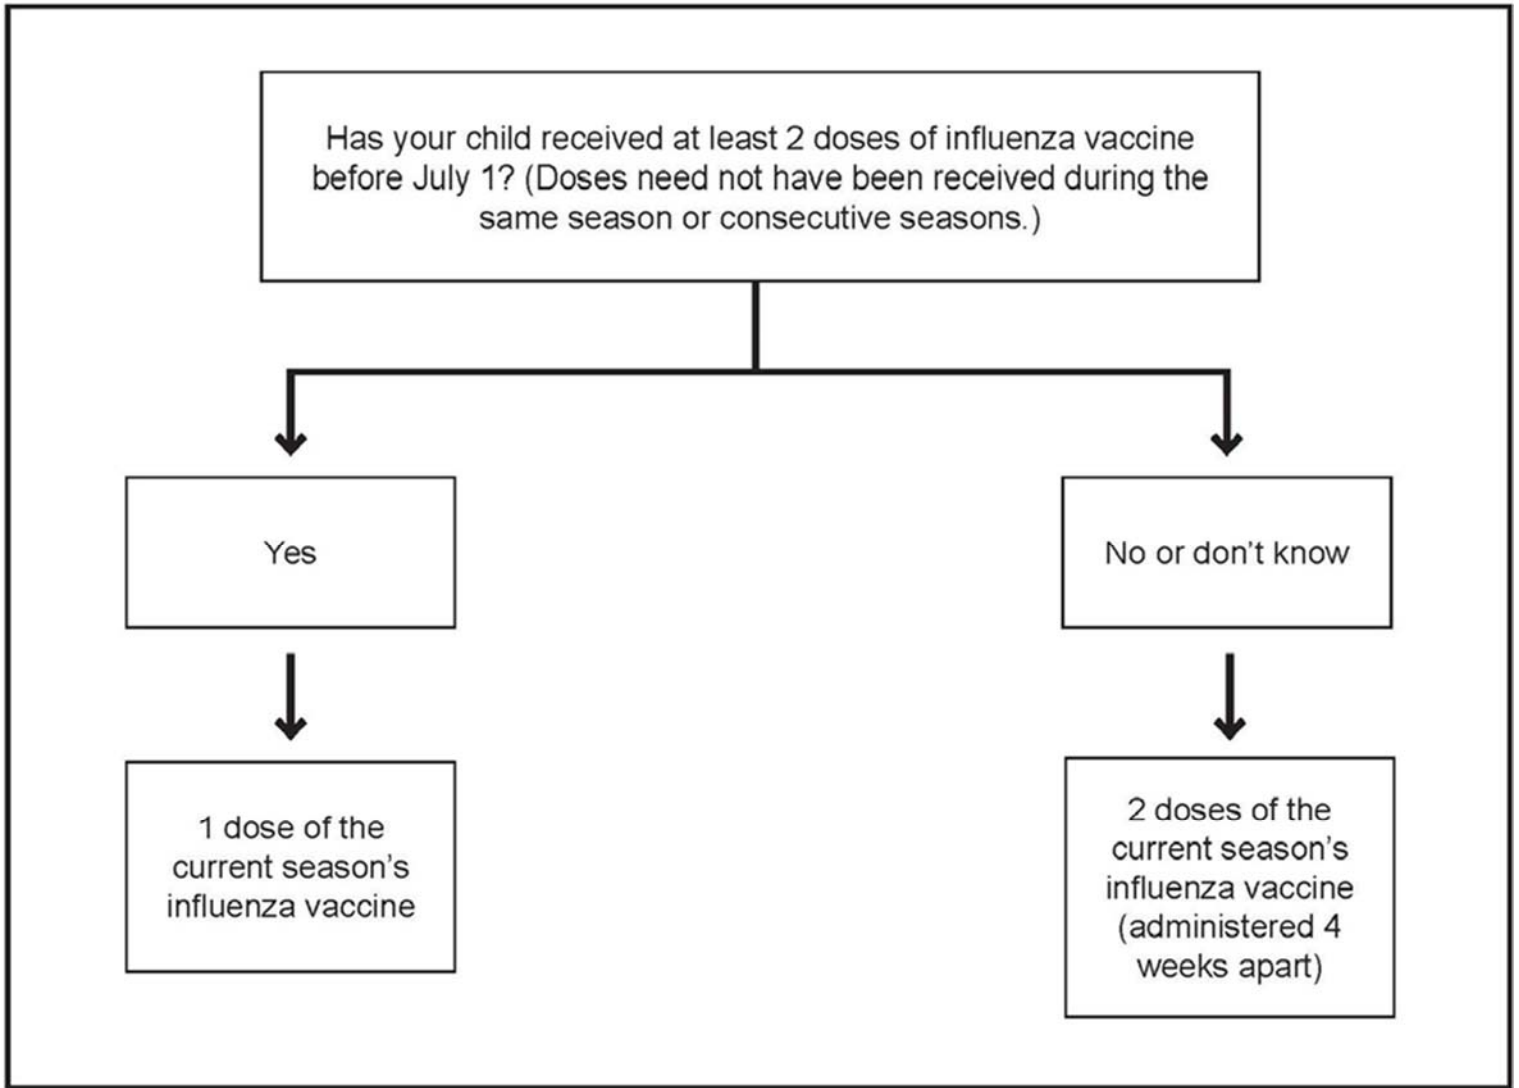 Has your child received at least 2 doses of influenza vaccine
before July 1? (Doses need not have been received during the
same season or consecutive seasons.)
Yes
No or don't know
1 dose of the
current season's
influenza vaccine
2 doses of the
current season's
influenza vaccine
(administered 4
weeks apart)